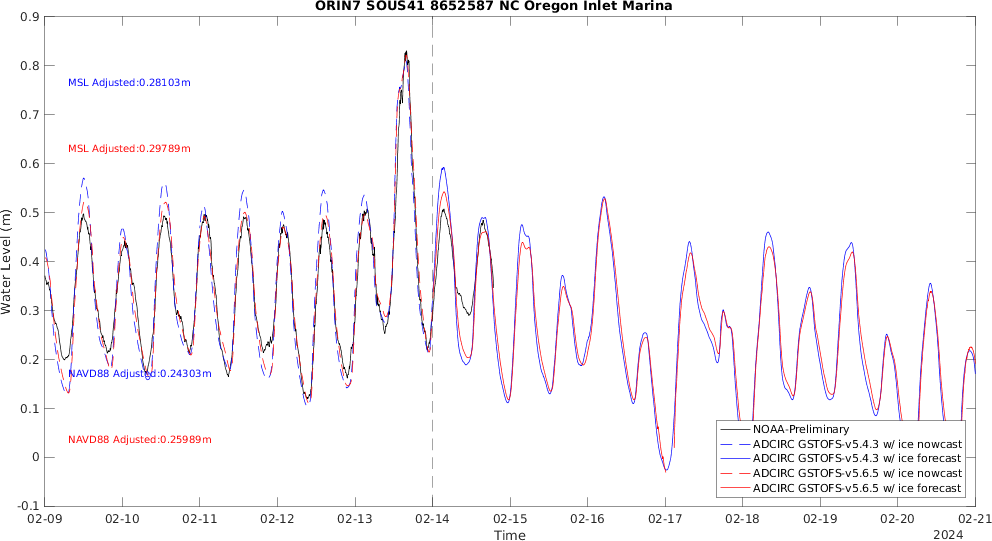 ORIN7 SOUS41 8652587 NC Oregon Inlet Marina
0.9
0.8
0.7
0.6
0.5
0.4
0.3
0.2
0.1
0
-0.1
Water Level (m)
MSL Adjusted:0.28103m
MSL Adjusted:0.29789m
NAVD88 Adjusted:0.24303m
NAVD88 Adjusted:0.25989m
NOAA-Preliminary
ADCIRC GSTOFS-v5.4.3 w/ ice nowcast
ADCIRC GSTOFS-v5.4.3 w/ ice forecast
ADCIRC GSTOFS-v5.6.5 w/ ice nowcast
ADCIRC GSTOFS-v5.6.5 w/ ice forecast
02-09 02-10 02-11 02-12 02-13 02-14 02-15 02-16 02-17 02-18 02-19 02-20 02-21
Time
2024